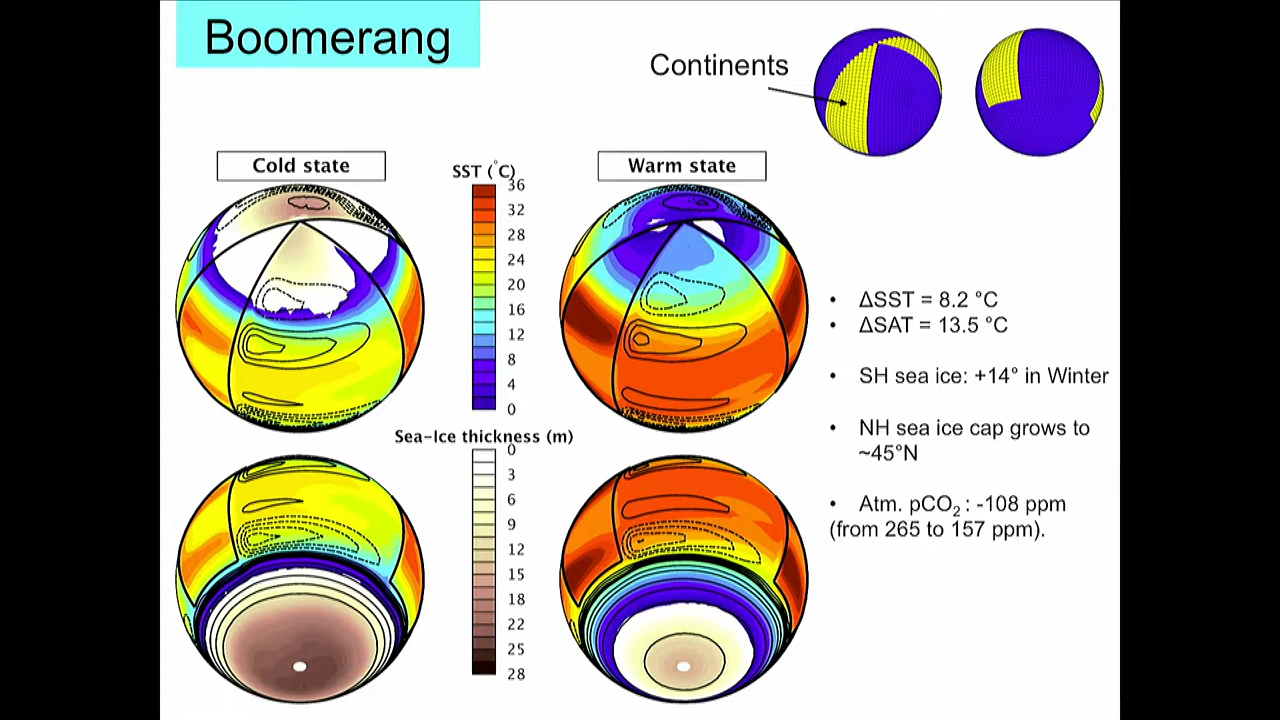 Boomerang
Continents
Cold state
SST (°C)
Warm state
36
32
28
24
20
16
12
8
4
0
Sea-Ice thickness (m)
0
3
6
9
12
15
18
22
25
28
• ΔSST = 8.2 °C
• ΔSAT = 13.5 °C
• SH sea ice: +14° in Winter
• NH sea ice cap grows to
~45°N
• Atm. pCO₂ : -108 ppm
(from 265 to 157 ppm).